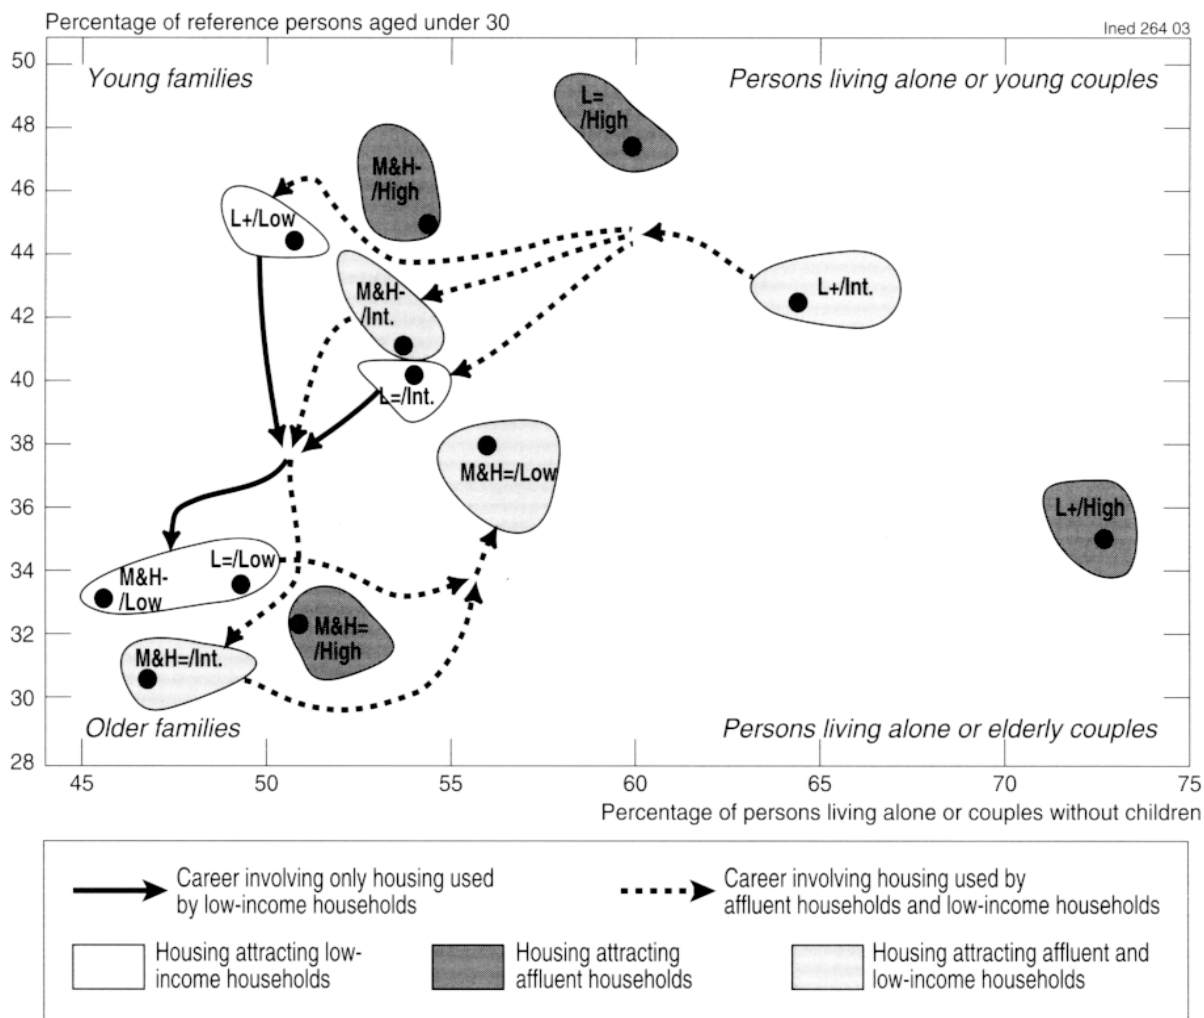 Percentage of reference persons aged under 30
Ined 264 03
50
48
46
44
42
40
38
36
34
32
30
28
Young families
Persons living alone or young couples
L=
/High
M&H-
/High
L+/Low
L+/Int.
M&H-
/Int.
L=/Int.
M&H=/Low
L+/High
L=/Low
M&H-
/Low
M&H=
/High
M&H=/Int.
Older families
Persons living alone or elderly couples
45
50
55
60
65
70
75
Percentage of persons living alone or couples without children
Career involving only housing used
by low-income households
Career involving housing used by
affluent households and low-income households
Housing attracting low-
income households
Housing attracting
affluent households
Housing attracting affluent and
low-income households